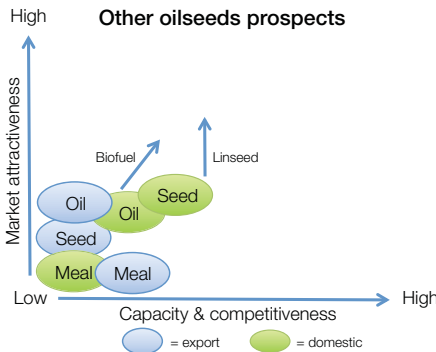 High
Other oilseeds prospects
Market attractiveness
Biofuel
Linseed
Oil
Oil
Seed
Seed
Meal
Meal
Low
High
Capacity & competitiveness
= export
= domestic